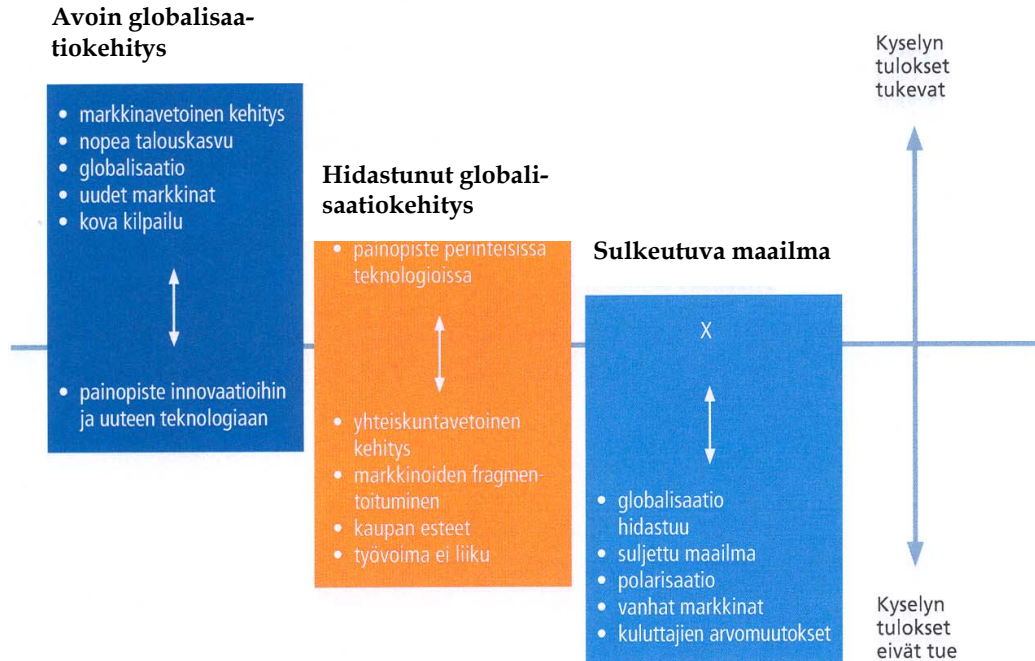 Avoin globalisaa-
tiokehitys
• markkinavetoinen kehitys
• nopea talouskasvu
• globalisaatio
• uudet markkinat
• kova kilpailu
• painopiste innovaatioihin
ja uuteen teknologiaan
Hidastunut globali-
saatiokehitys
• painopiste perinteisissä
teknologioissa
• yhteiskuntavetoinen
kehitys
• markkinoiden fragmen-
toituminen
• kaupan esteet
• työvoima ei liiku
Sulkeutuva maailma
X
• globalisaatio
hidastuu
• suljettu maailma
• polarisaatio
• vanhat markkinat
• kuluttajien arvomuutokset
Kyselyn
tulokset
tukevat
Kyselyn
tulokset
eivät tue